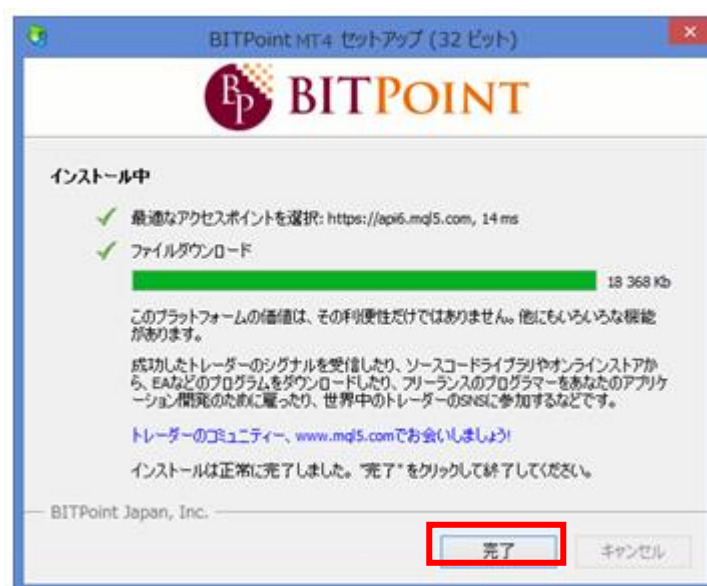 BITPoint MT4 セットアップ (32 ビット)
BP BITPOINT
インストール中
最適なアクセスポイントを選択: https://api6.mql5.com, 14 ms
ファイルダウンロード
18 368 Kb
このプラットフォームの価値は、その利便性だけではありません。他にもいろいろな機能
があります。
成功したトレーダーのシグナルを受信したり、ソースコードライブラリやオンラインストアか
ら、EAなどのプログラムをダウンロードしたり、フリーランスのプログラマーをあなたのアプリケ
ーション開発のために雇ったり、世界中のトレーダーのSNSに参加するなどです。
トレーダーのコミュニティー、www.mql5.comでお会いしましょう!
インストールは正常に完了しました。"完了"をクリックして終了してください。
BITPoint Japan, Inc.
完了 キャンセル